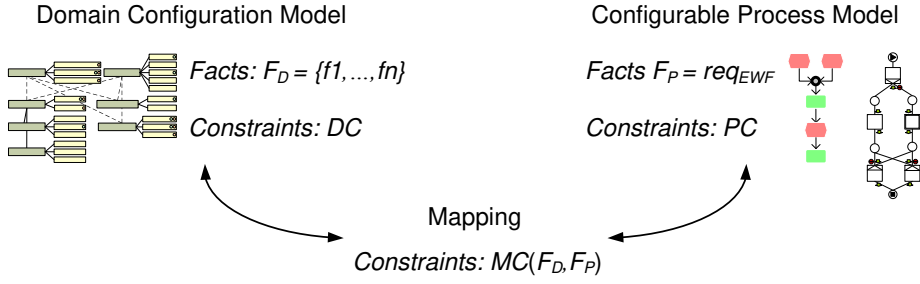 Domain Configuration Model
Configurable Process Model
Facts: F_D = {f1,...,fn}
Facts F_P = req_EWF
Constraints: DC
Constraints: PC
Mapping
Constraints: MC(F_D,F_P)